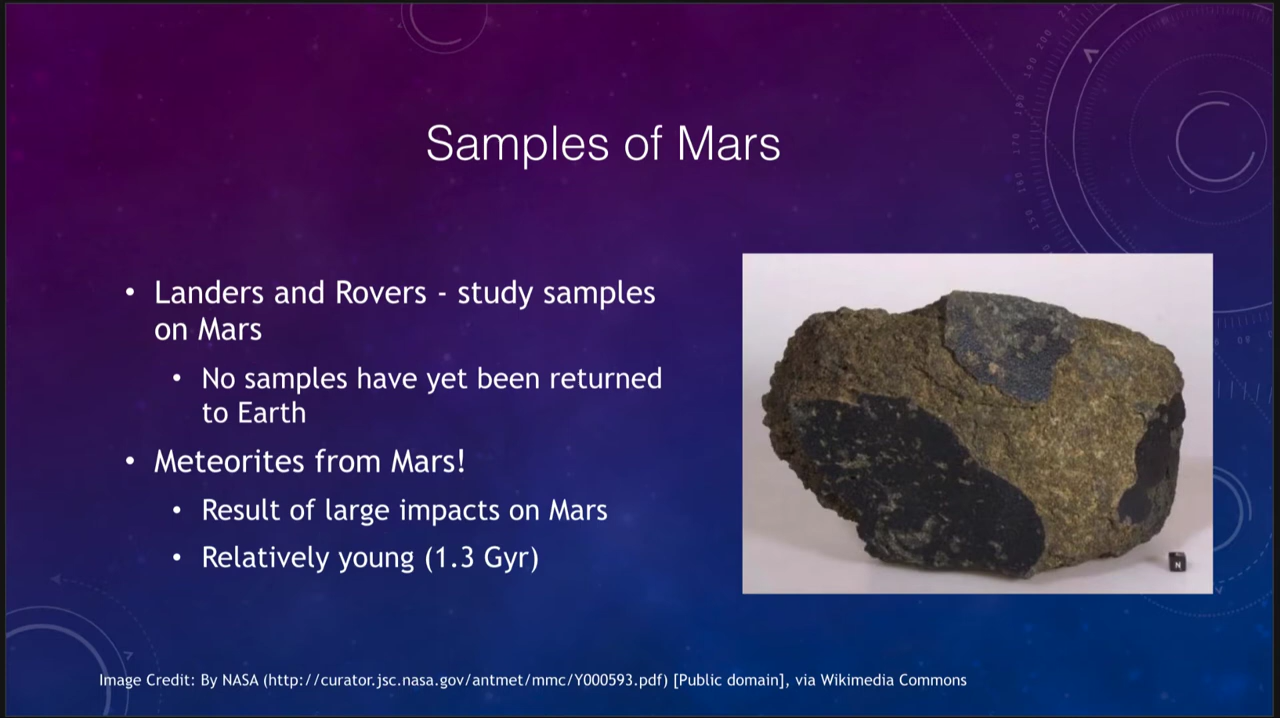 Samples of Mars
• Landers and Rovers - study samples
on Mars
• No samples have yet been returned
to Earth
• Meteorites from Mars!
• Result of large impacts on Mars
• Relatively young (1.3 Gyr)
N
Image Credit: By NASA (http://curator.jsc.nasa.gov/antmet/mmc/Y000593.pdf) [Public domain], via Wikimedia Commons